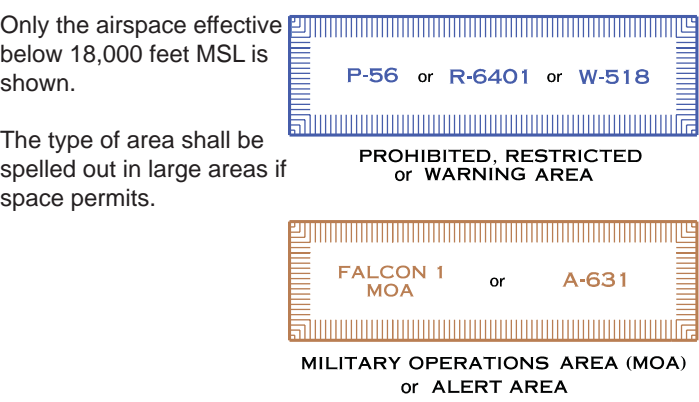 Only the airspace effective
below 18,000 feet MSL is
shown.
The type of area shall be
spelled out in large areas if
space permits.
P-56 or R-6401 or W-518
PROHIBITED, RESTRICTED
or WARNING AREA
FALCON 1
MOA
or
A-631
MILITARY OPERATIONS AREA (MOA)
or ALERT AREA